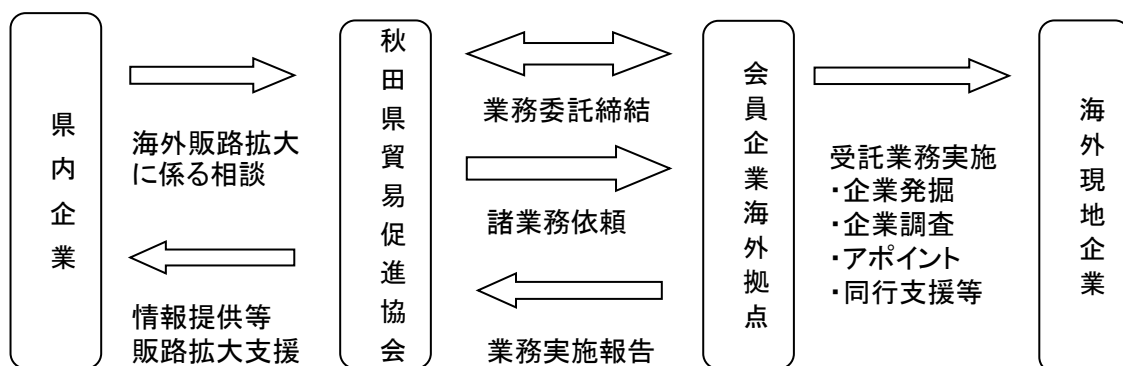 県内企業
海外販路拡大
に係る相談
情報提供等
販路拡大支援
秋田県貿易促進協会
業務委託締結
諸業務依頼
業務実施報告
会員企業海外拠点
受託業務実施
・企業発掘
・企業調査
・アポイント
・同行支援等
海外現地企業